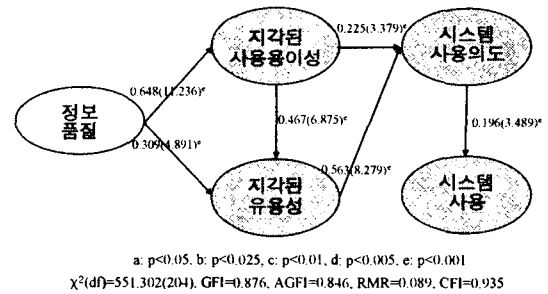 지각된
사용용이성
0.225(3.379)ᵉ
시스템
사용의도
0.648(11.236)ᵉ
정보
품질
0.467(6.875)ᵉ
0.196(3.489)ᵉ
0.309(4.891)ᵉ
0.563(8.279)ᵉ
지각된
유용성
시스템
사용
a: p<0.05, b: p<0.025, c: p<0.01, d: p<0.005, e: p<0.001
χ²(df)=551.302(204), GFI=0.876, AGFI=0.846, RMR=0.089, CFI=0.935